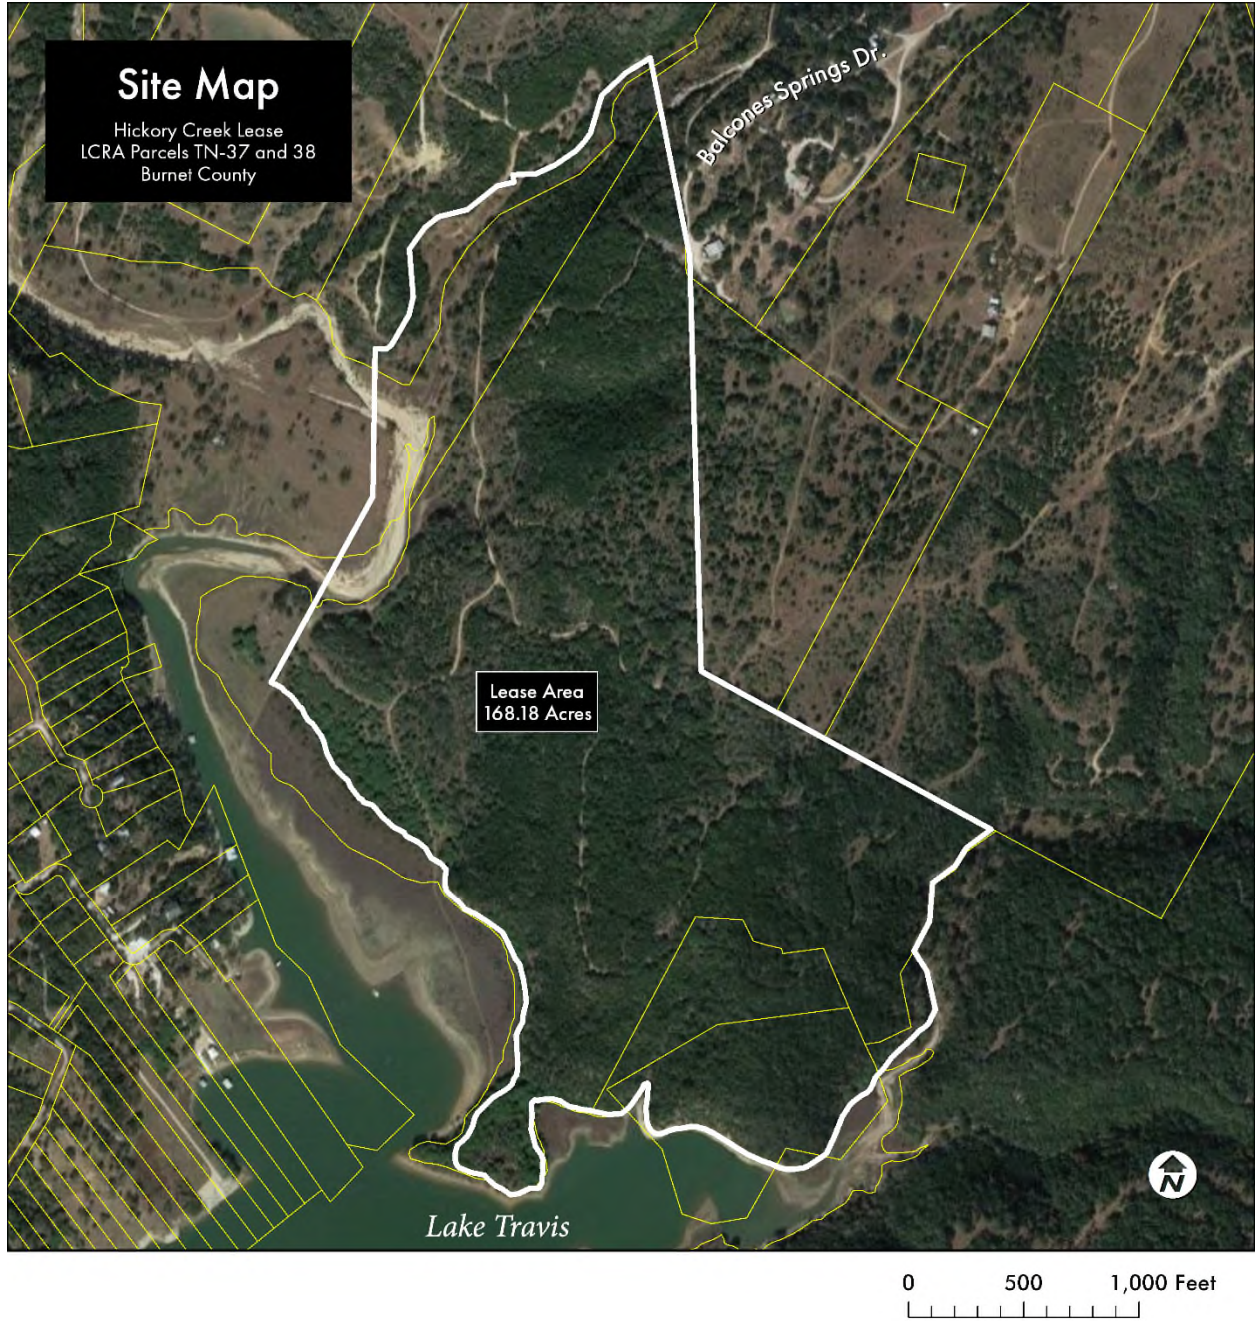 Site Map
Hickory Creek Lease
LCRA Parcels TN-37 and 38
Burnet County
Balcones Springs Dr.
Lease Area
168.18 Acres
Lake Travis
N
0 500 1,000 Feet